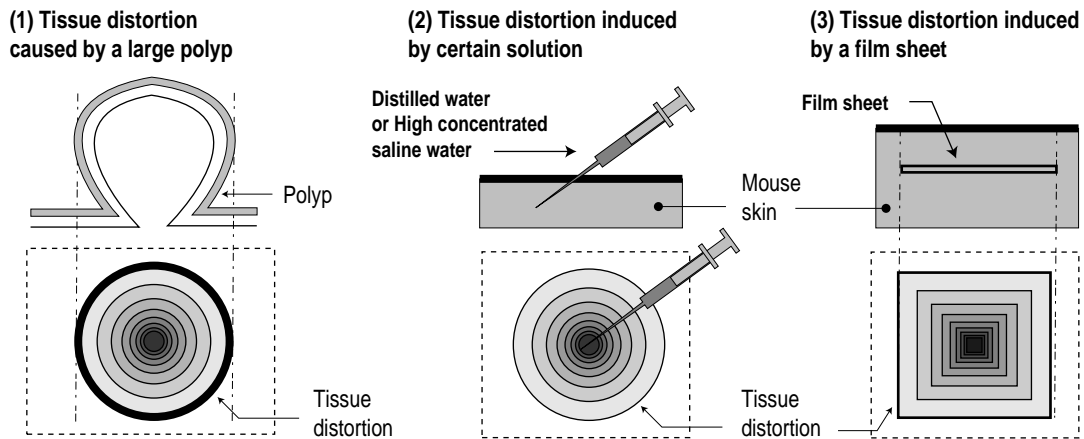 (1) Tissue distortion
caused by a large polyp
Polyp
Tissue
distortion
(2) Tissue distortion induced
by certain solution
Distilled water
or High concentrated
saline water
Mouse
skin
(3) Tissue distortion induced
by a film sheet
Film sheet
Tissue
distortion